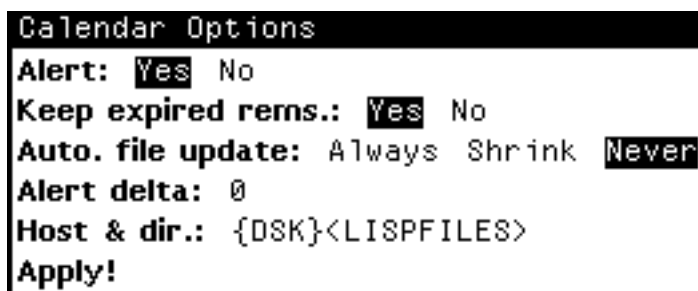 Calendar Options
Alert: Yes No
Keep expired rems.: Yes No
Auto. file update: Always Shrink Never
Alert delta: 0
Host & dir.: {DSK}<LISPFILES>
Apply!